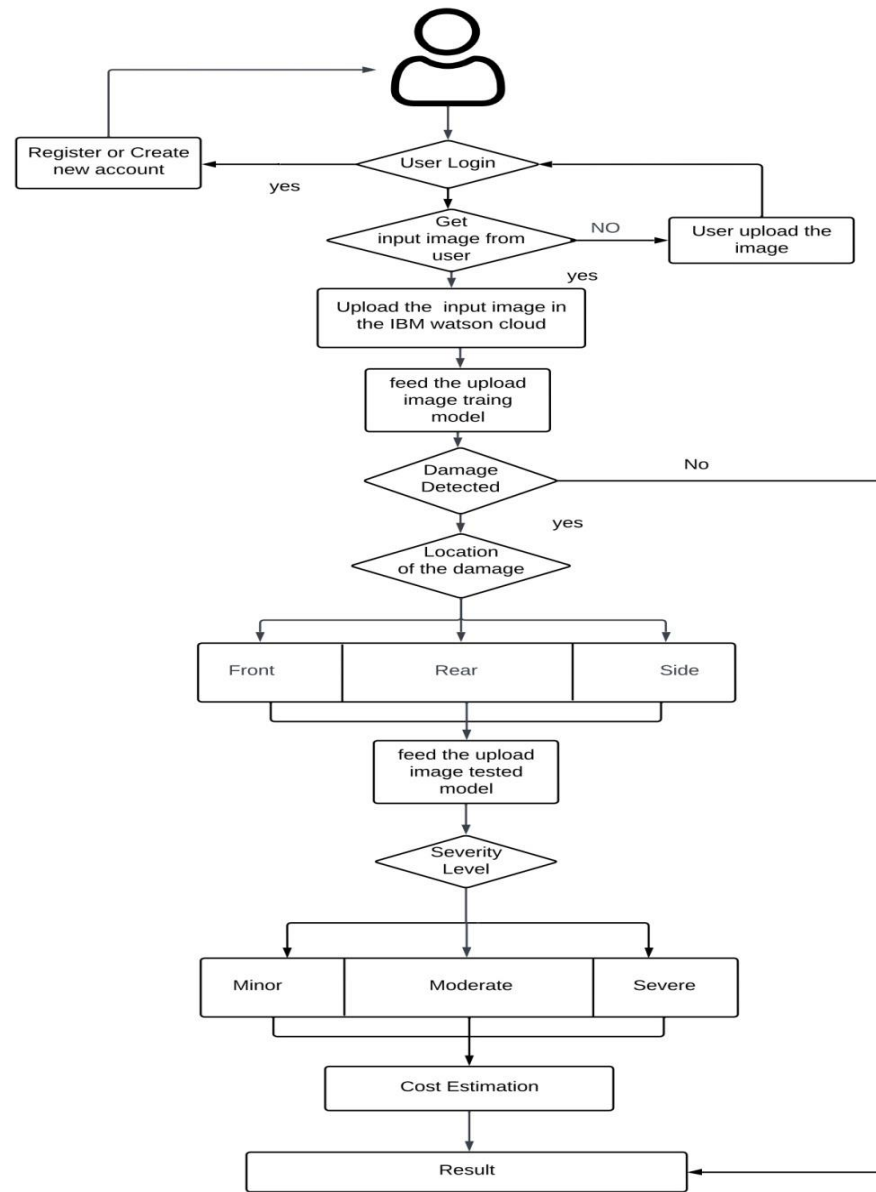 Register or Create
new account
User Login
yes
Get
input image from
user
NO
User upload the
image
yes
Upload the input image in
the IBM watson cloud
feed the upload
image traing
model
Damage
Detected
No
yes
Location
of the damage
Front
Rear
Side
feed the upload
image tested
model
Severity
Level
Minor
Moderate
Severe
Cost Estimation
Result